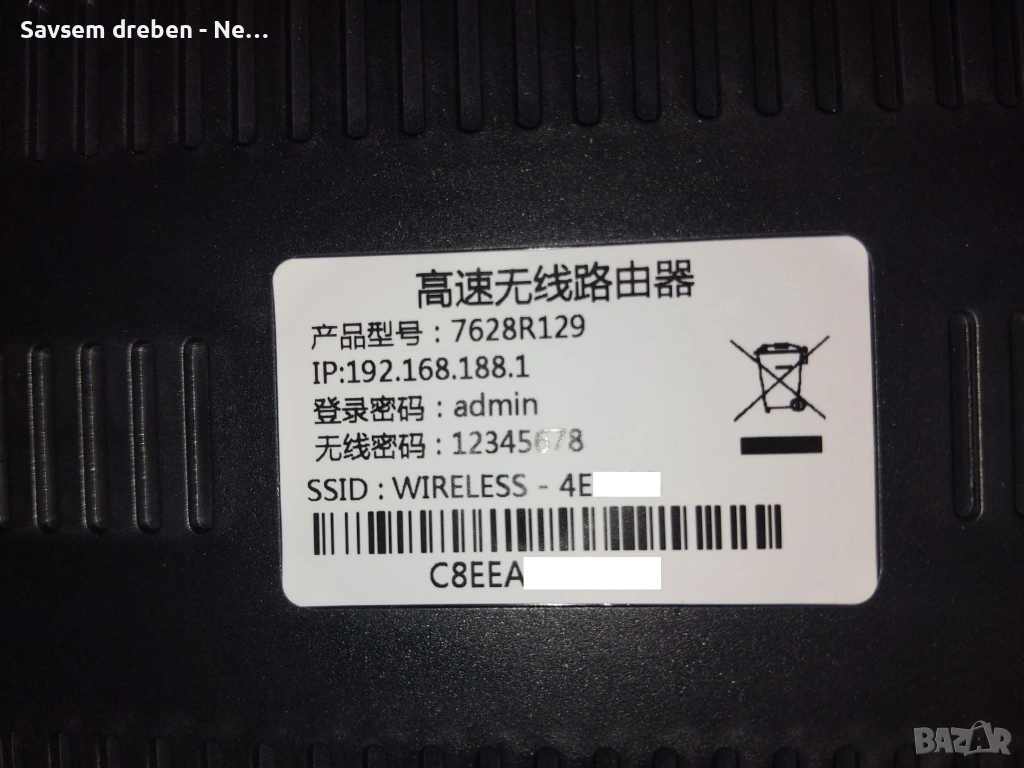 Savsem dreben - Ne...
高速无线路由器
产品型号：7628R129
IP:192.168.188.1
登录密码：admin
无线密码：12345678
SSID : WIRELESS - 4E
C8EEA
BAZAR